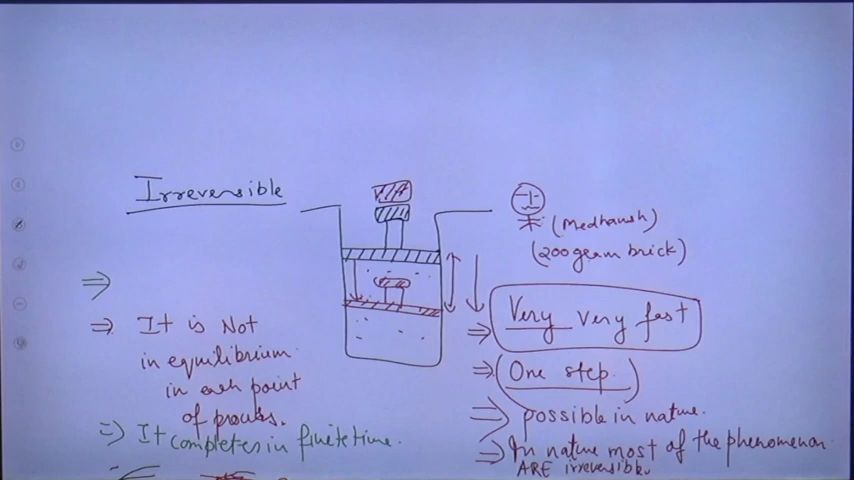 Irreversible
(Medhansh)
(200 gram brick)
⇒
⇒ Very Very fast
⇒ It is Not
in equilibrium
in each point
of process.
⇒ (One step)
⇒ possible in nature.
⇒ It completes in finite time.
⇒ In nature most of the phenomenon
ARE irreversible.